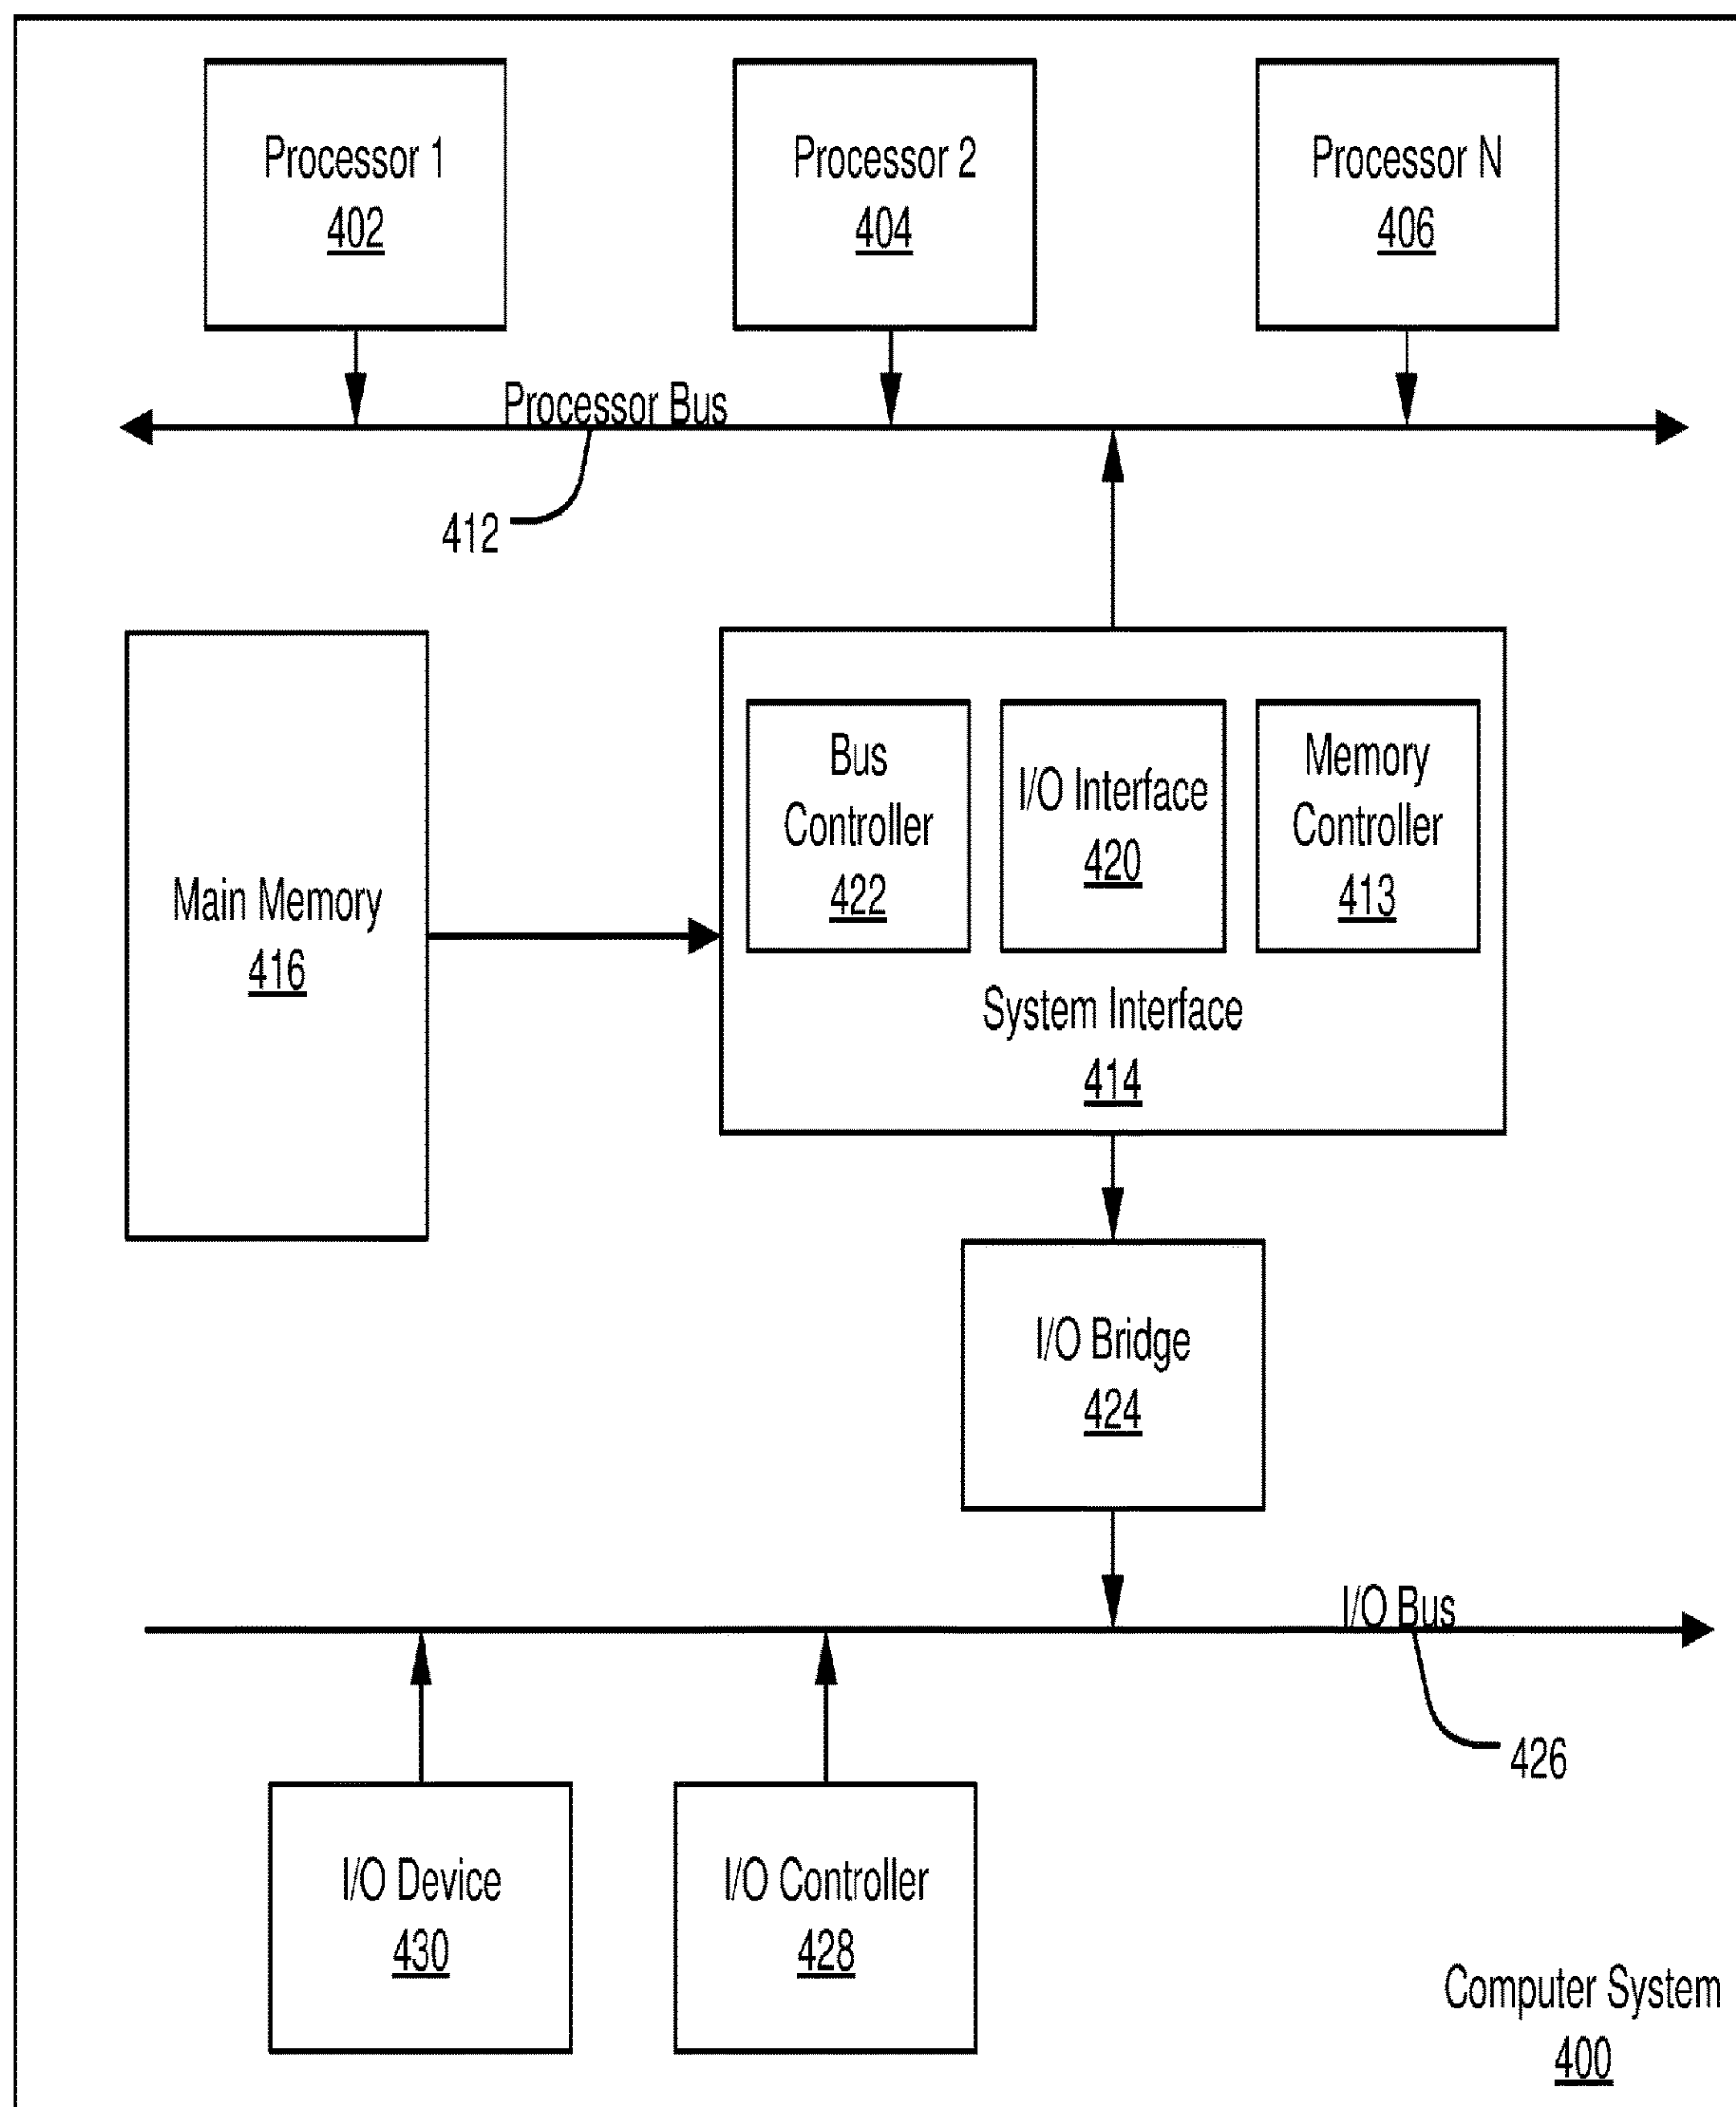 Processor 1
402
Processor 2
404
Processor N
406
Processor Bus
412
Main Memory
416
Bus
Controller
422
I/O Interface
420
Memory
Controller
413
System Interface
414
I/O Bridge
424
I/O Bus
426
I/O Device
430
I/O Controller
428
Computer System
400